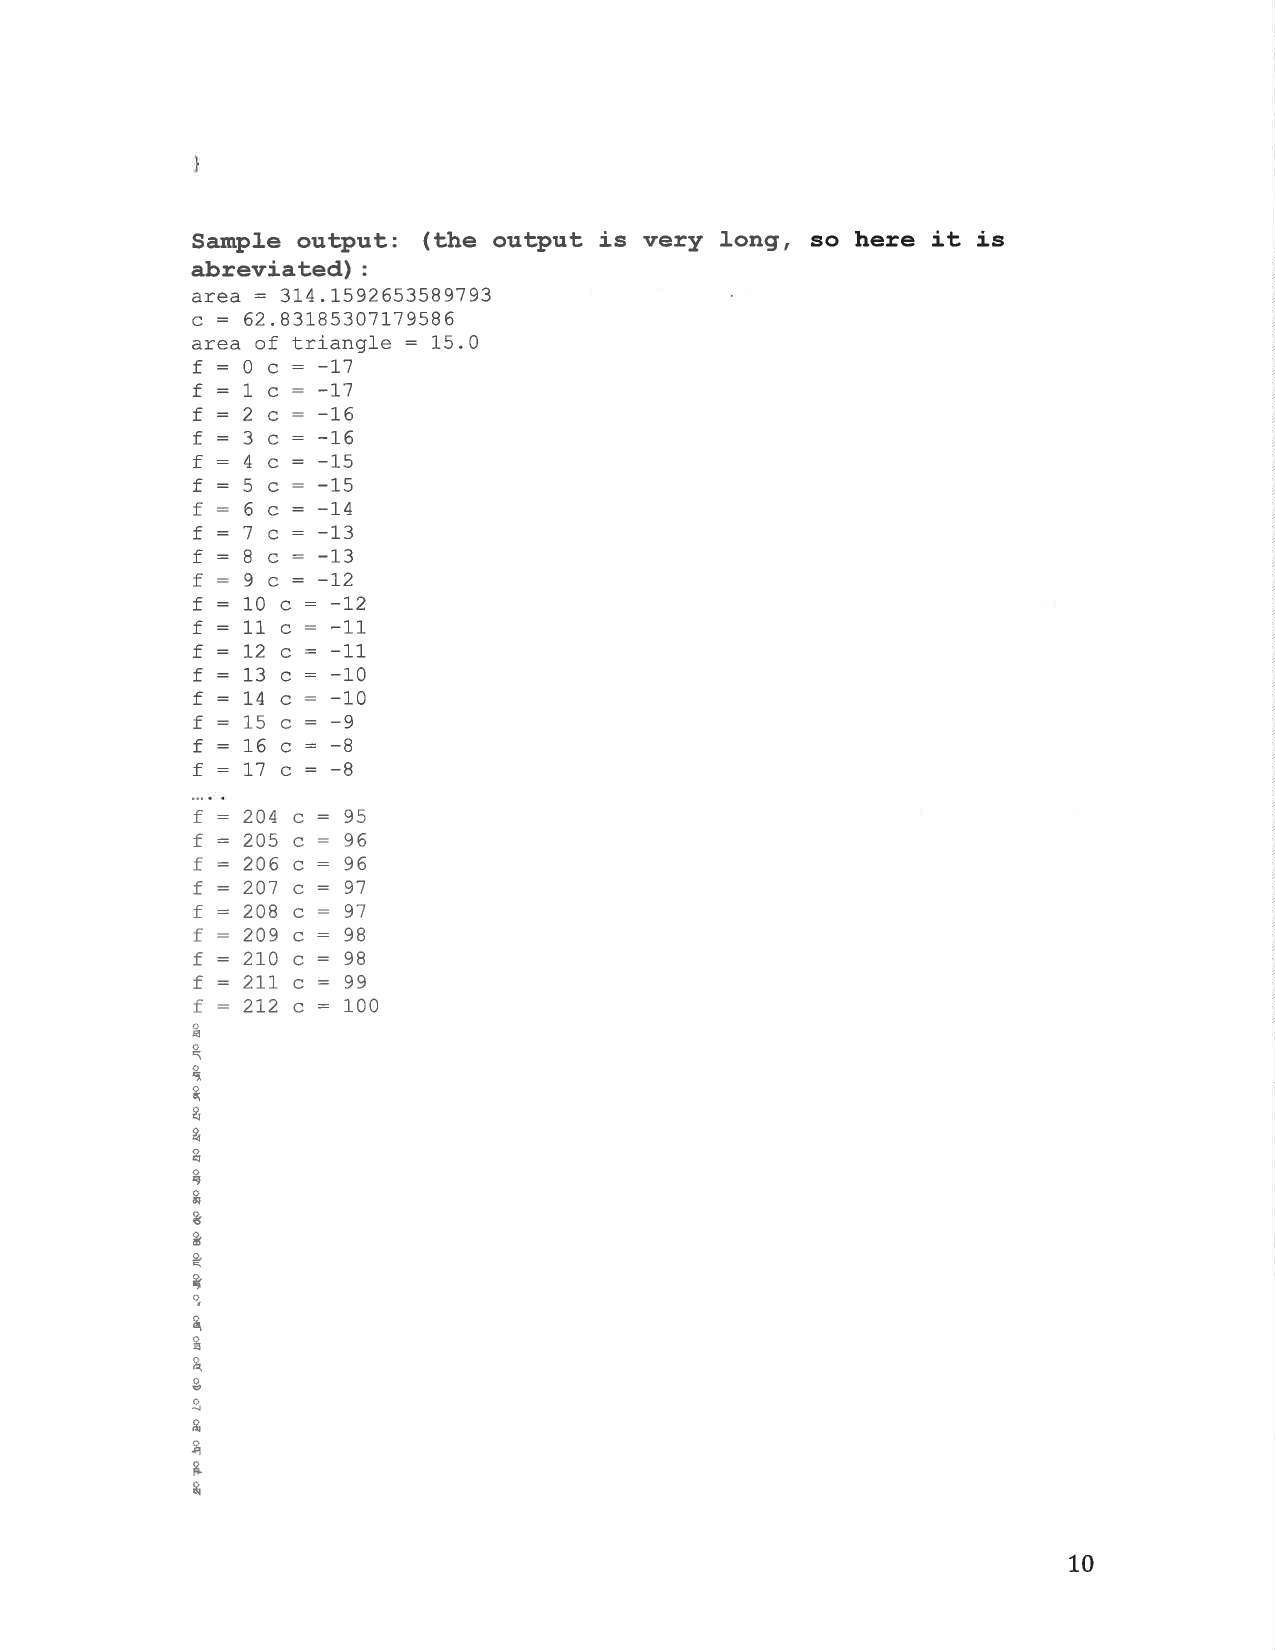 }
Sample output: (the output is very long, so here it is
abreviated):
area = 314.1592653589793
c = 62.83185307179586
area of triangle = 15.0
f = 0 c = -17
f = 1 c = -17
f = 2 c = -16
f = 3 c = -16
f = 4 c = -15
f = 5 c = -15
f = 6 c = -14
f = 7 c = -13
f = 8 c = -13
f = 9 c = -12
f = 10 c = -12
f = 11 c = -11
f = 12 c = -11
f = 13 c = -10
f = 14 c = -10
f = 15 c = -9
f = 16 c = -8
f = 17 c = -8
.....
f = 204 c = 95
f = 205 c = 96
f = 206 c = 96
f = 207 c = 97
f = 208 c = 97
f = 209 c = 98
f = 210 c = 98
f = 211 c = 99
f = 212 c = 100
10